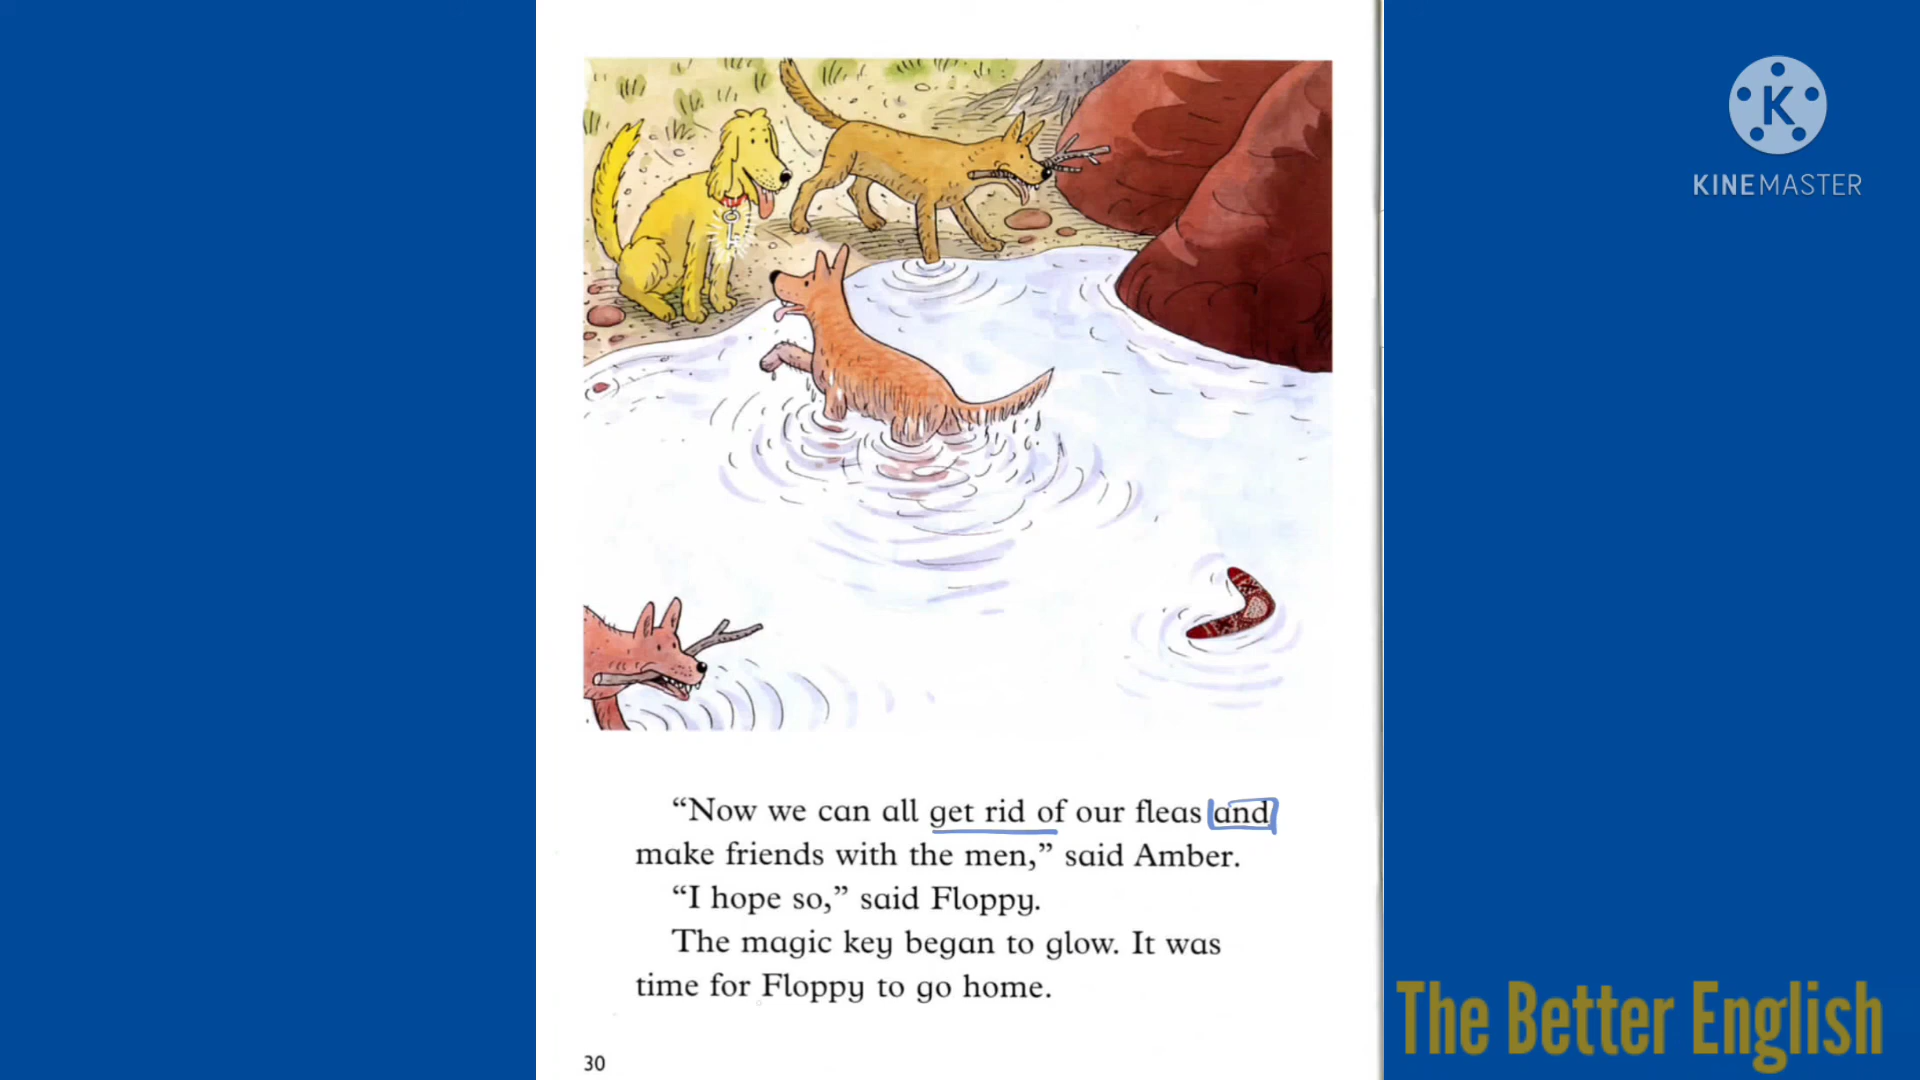 K
KINEMASTER
“Now we can all get rid of our fleas and
make friends with the men,” said Amber.
“I hope so,” said Floppy.
The magic key began to glow. It was
time for Floppy to go home.
30
The Better English